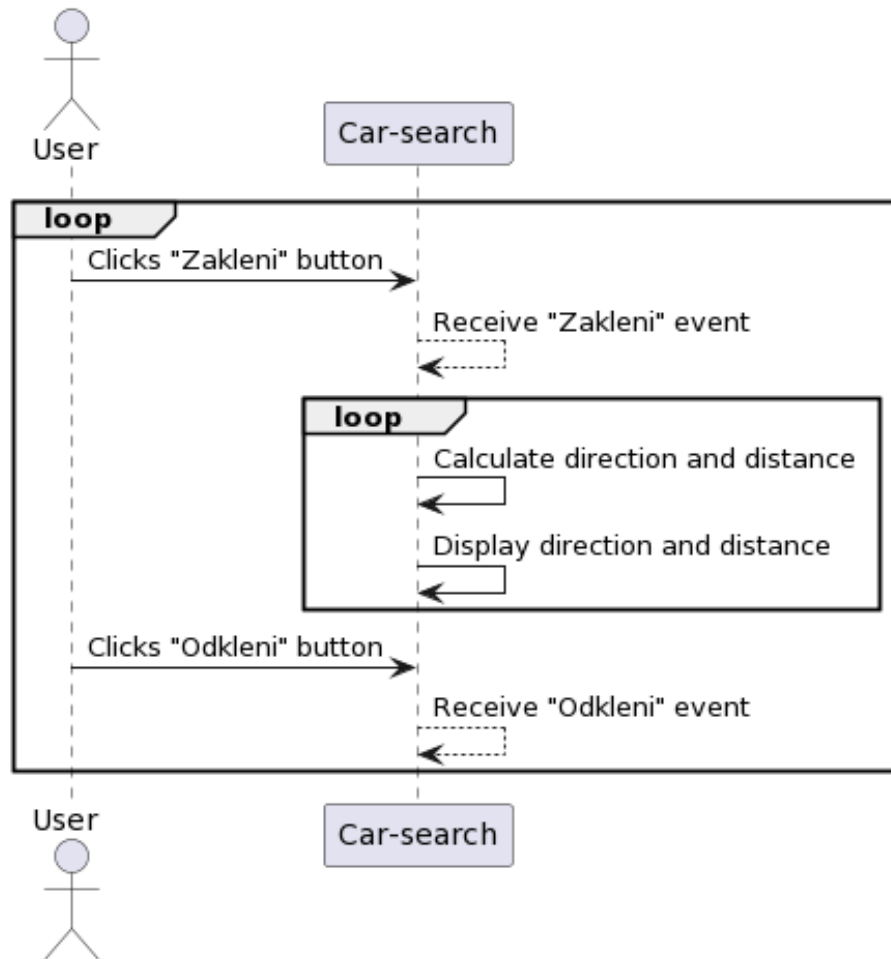 User
Car-search
loop
Clicks "Zakleni" button
Receive "Zakleni" event
loop
Calculate direction and distance
Display direction and distance
Clicks "Odkleni" button
Receive "Odkleni" event
User
Car-search